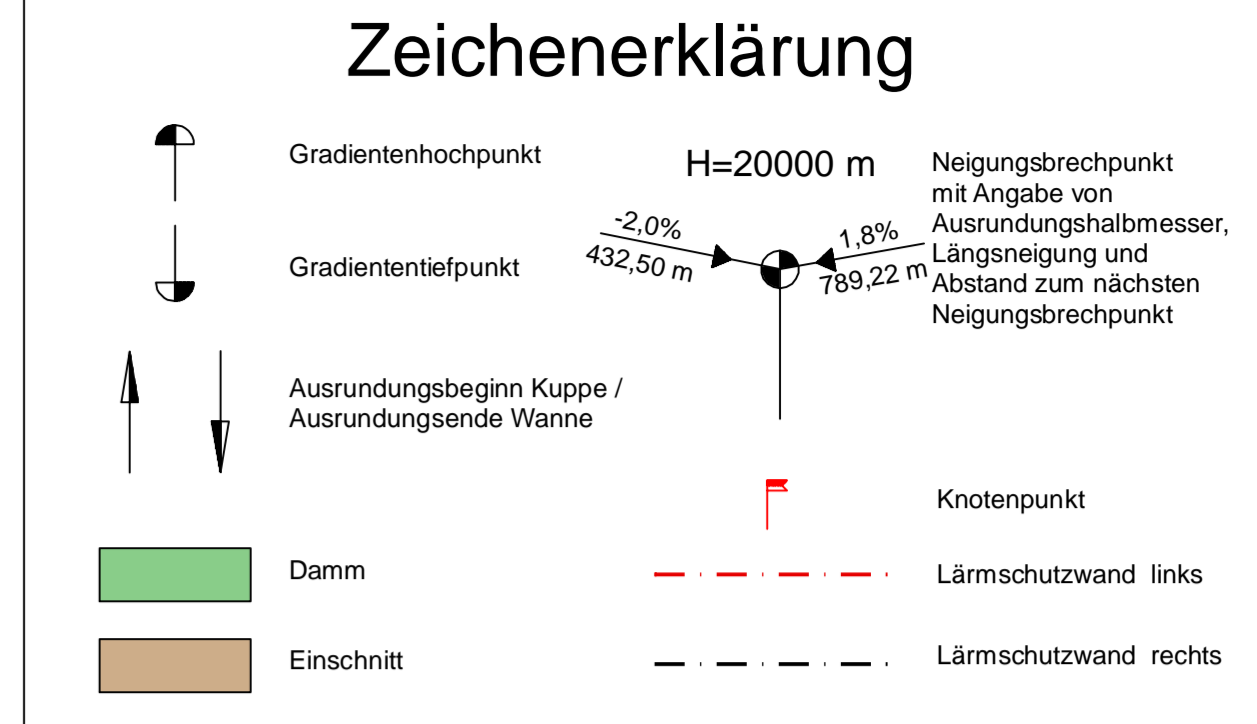 Zeichenerklärung
Gradientenhochpunkt
Gradiententiefpunkt
Ausrundungsbeginn Kuppe /
Ausrundungsende Wanne
Damm
Einschnitt
H=20000 m
-2,0%
432,50 m
1,8%
789,22 m
Neigungsbrechpunkt
mit Angabe von
Ausrundungshalbmesser,
Längsneigung und
Abstand zum nächsten
Neigungsbrechpunkt
Knotenpunkt
Lärmschutzwand links
Lärmschutzwand rechts